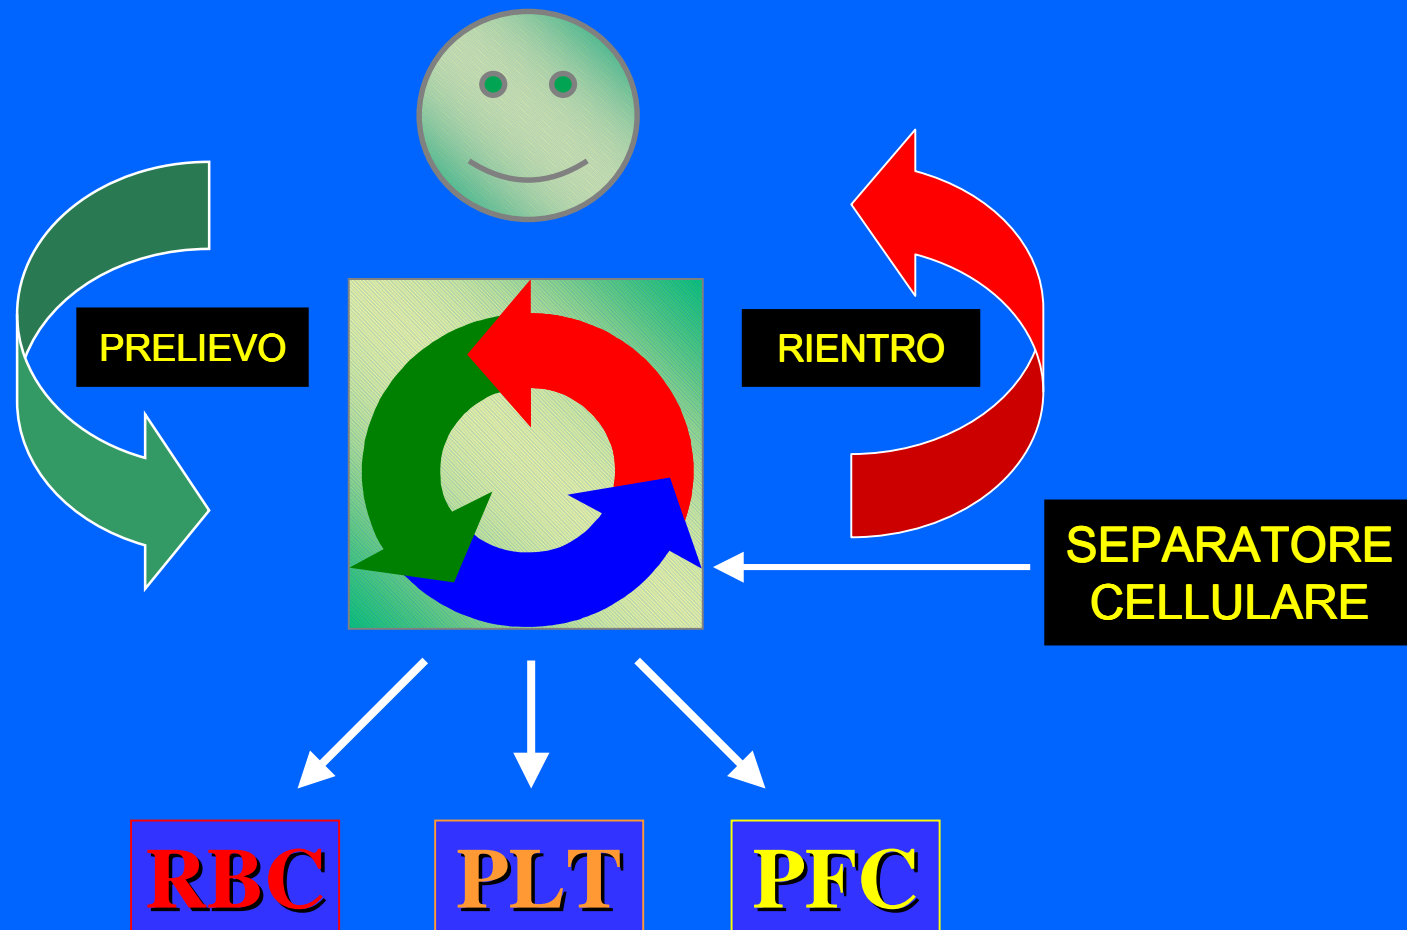 PRELIEVO
RIENTRO
SEPARATORE
CELLULARE
RBC
PLT
PFC